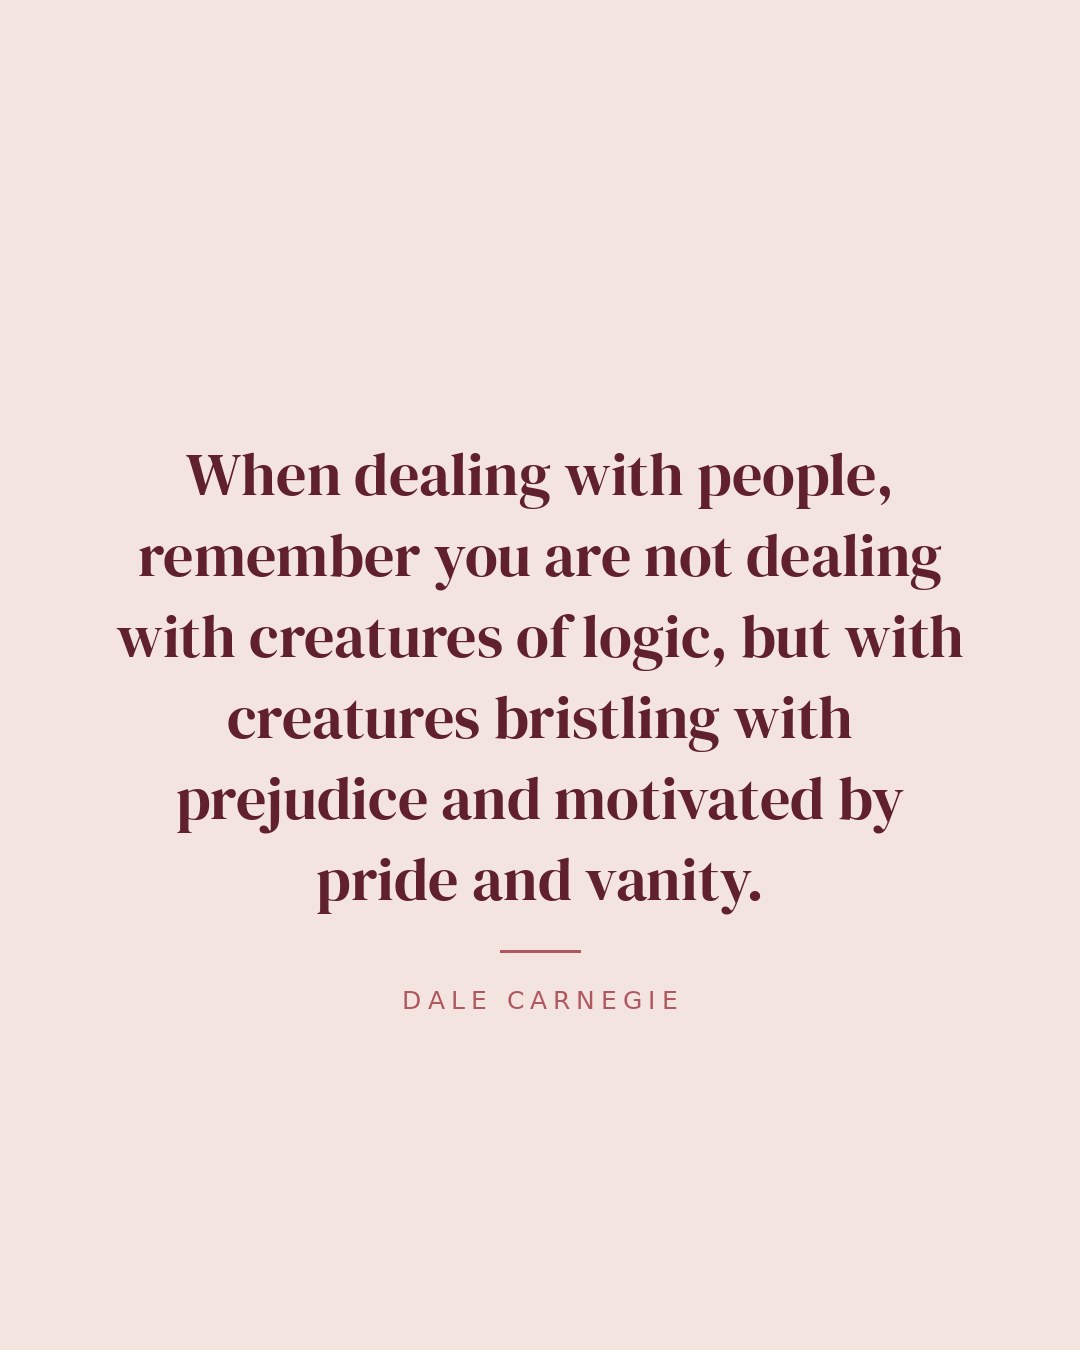 When dealing with people,
remember you are not dealing
with creatures of logic, but with
creatures bristling with
prejudice and motivated by
pride and vanity.
DALE CARNEGIE